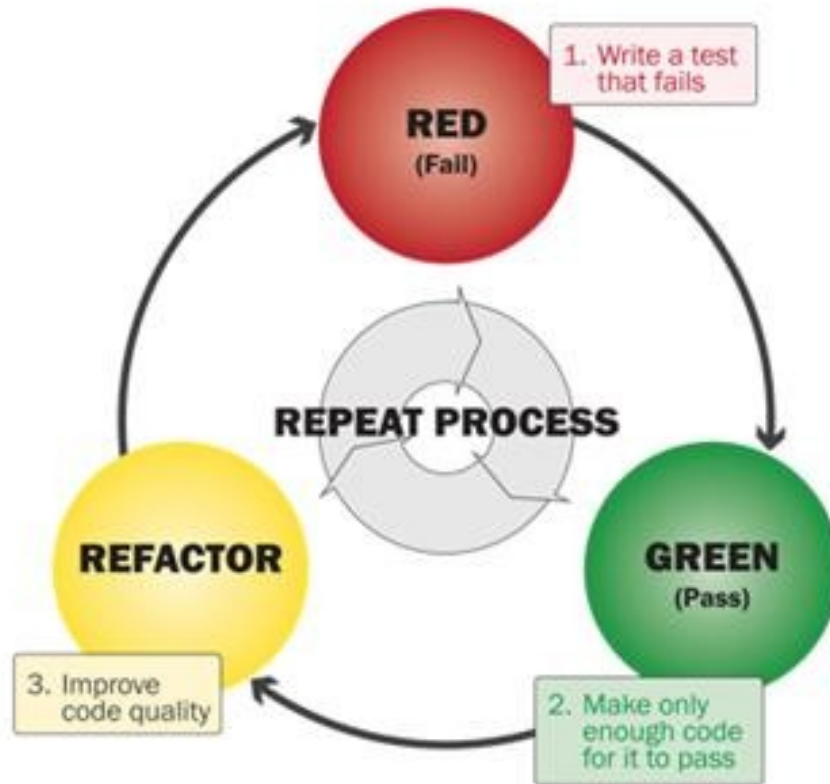 1. Write a test
that fails
RED
(Fail)
REPEAT PROCESS
REFACTOR
GREEN
(Pass)
3. Improve
code quality
2. Make only
enough code
for it to pass